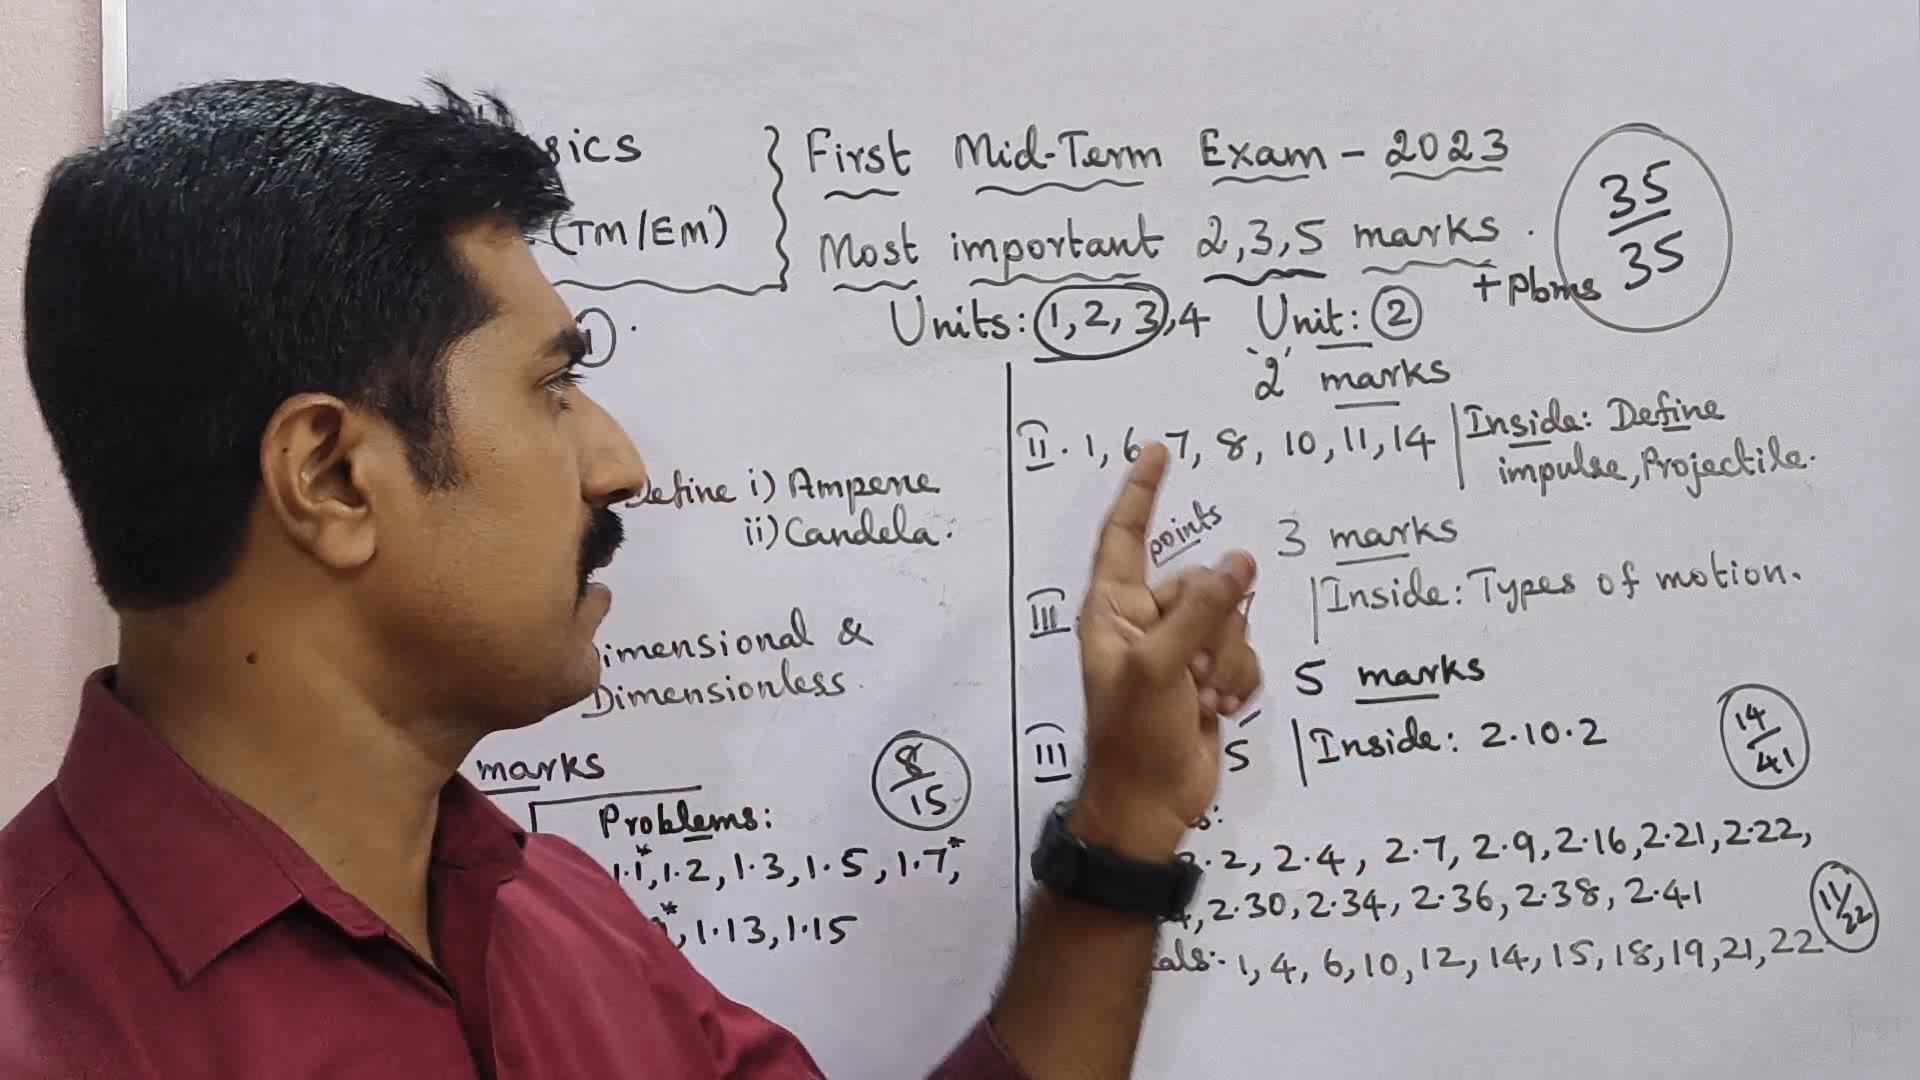 First Mid-Term Exam - 2023
(TM/EM)
Most important 2,3,5 marks.
+ Pbms
35/35
Units: 1, 2, 3, 4
1
Define i) Ampere
ii) Candela.
Dimensional &
Dimensionless.
marks
8/15
Problems:
1.1*, 1.2, 1.3, 1.5, 1.7*,
1.13, 1.15
Unit: 2
'2' marks
II. 1, 6, 7, 8, 10, 11, 14
Inside: Define
impulse, Projectile.
points
3 marks
III
Inside: Types of motion.
5 marks
III
5
Inside: 2.10.2
14/41
2.2, 2.4, 2.7, 2.9, 2.16, 2.21, 2.22,
2.30, 2.34, 2.36, 2.38, 2.41
11/22
1, 4, 6, 10, 12, 14, 15, 18, 19, 21, 22